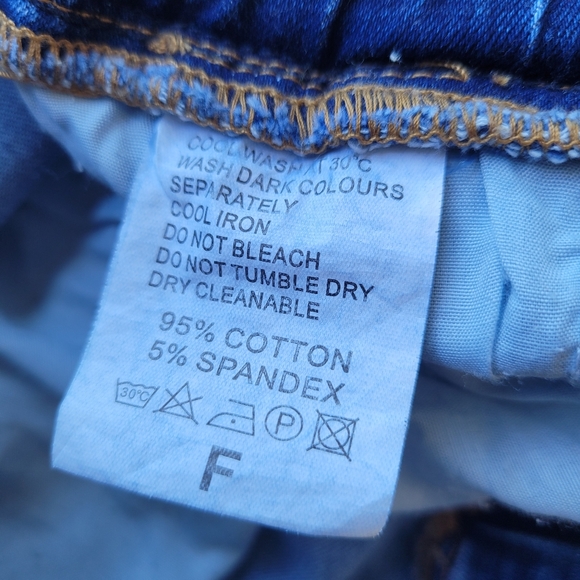 COOL WASH AT 30°C
WASH DARK COLOURS
SEPARATELY
COOL IRON
DO NOT BLEACH
DO NOT TUMBLE DRY
DRY CLEANABLE
95% COTTON
5% SPANDEX
30°C P
F